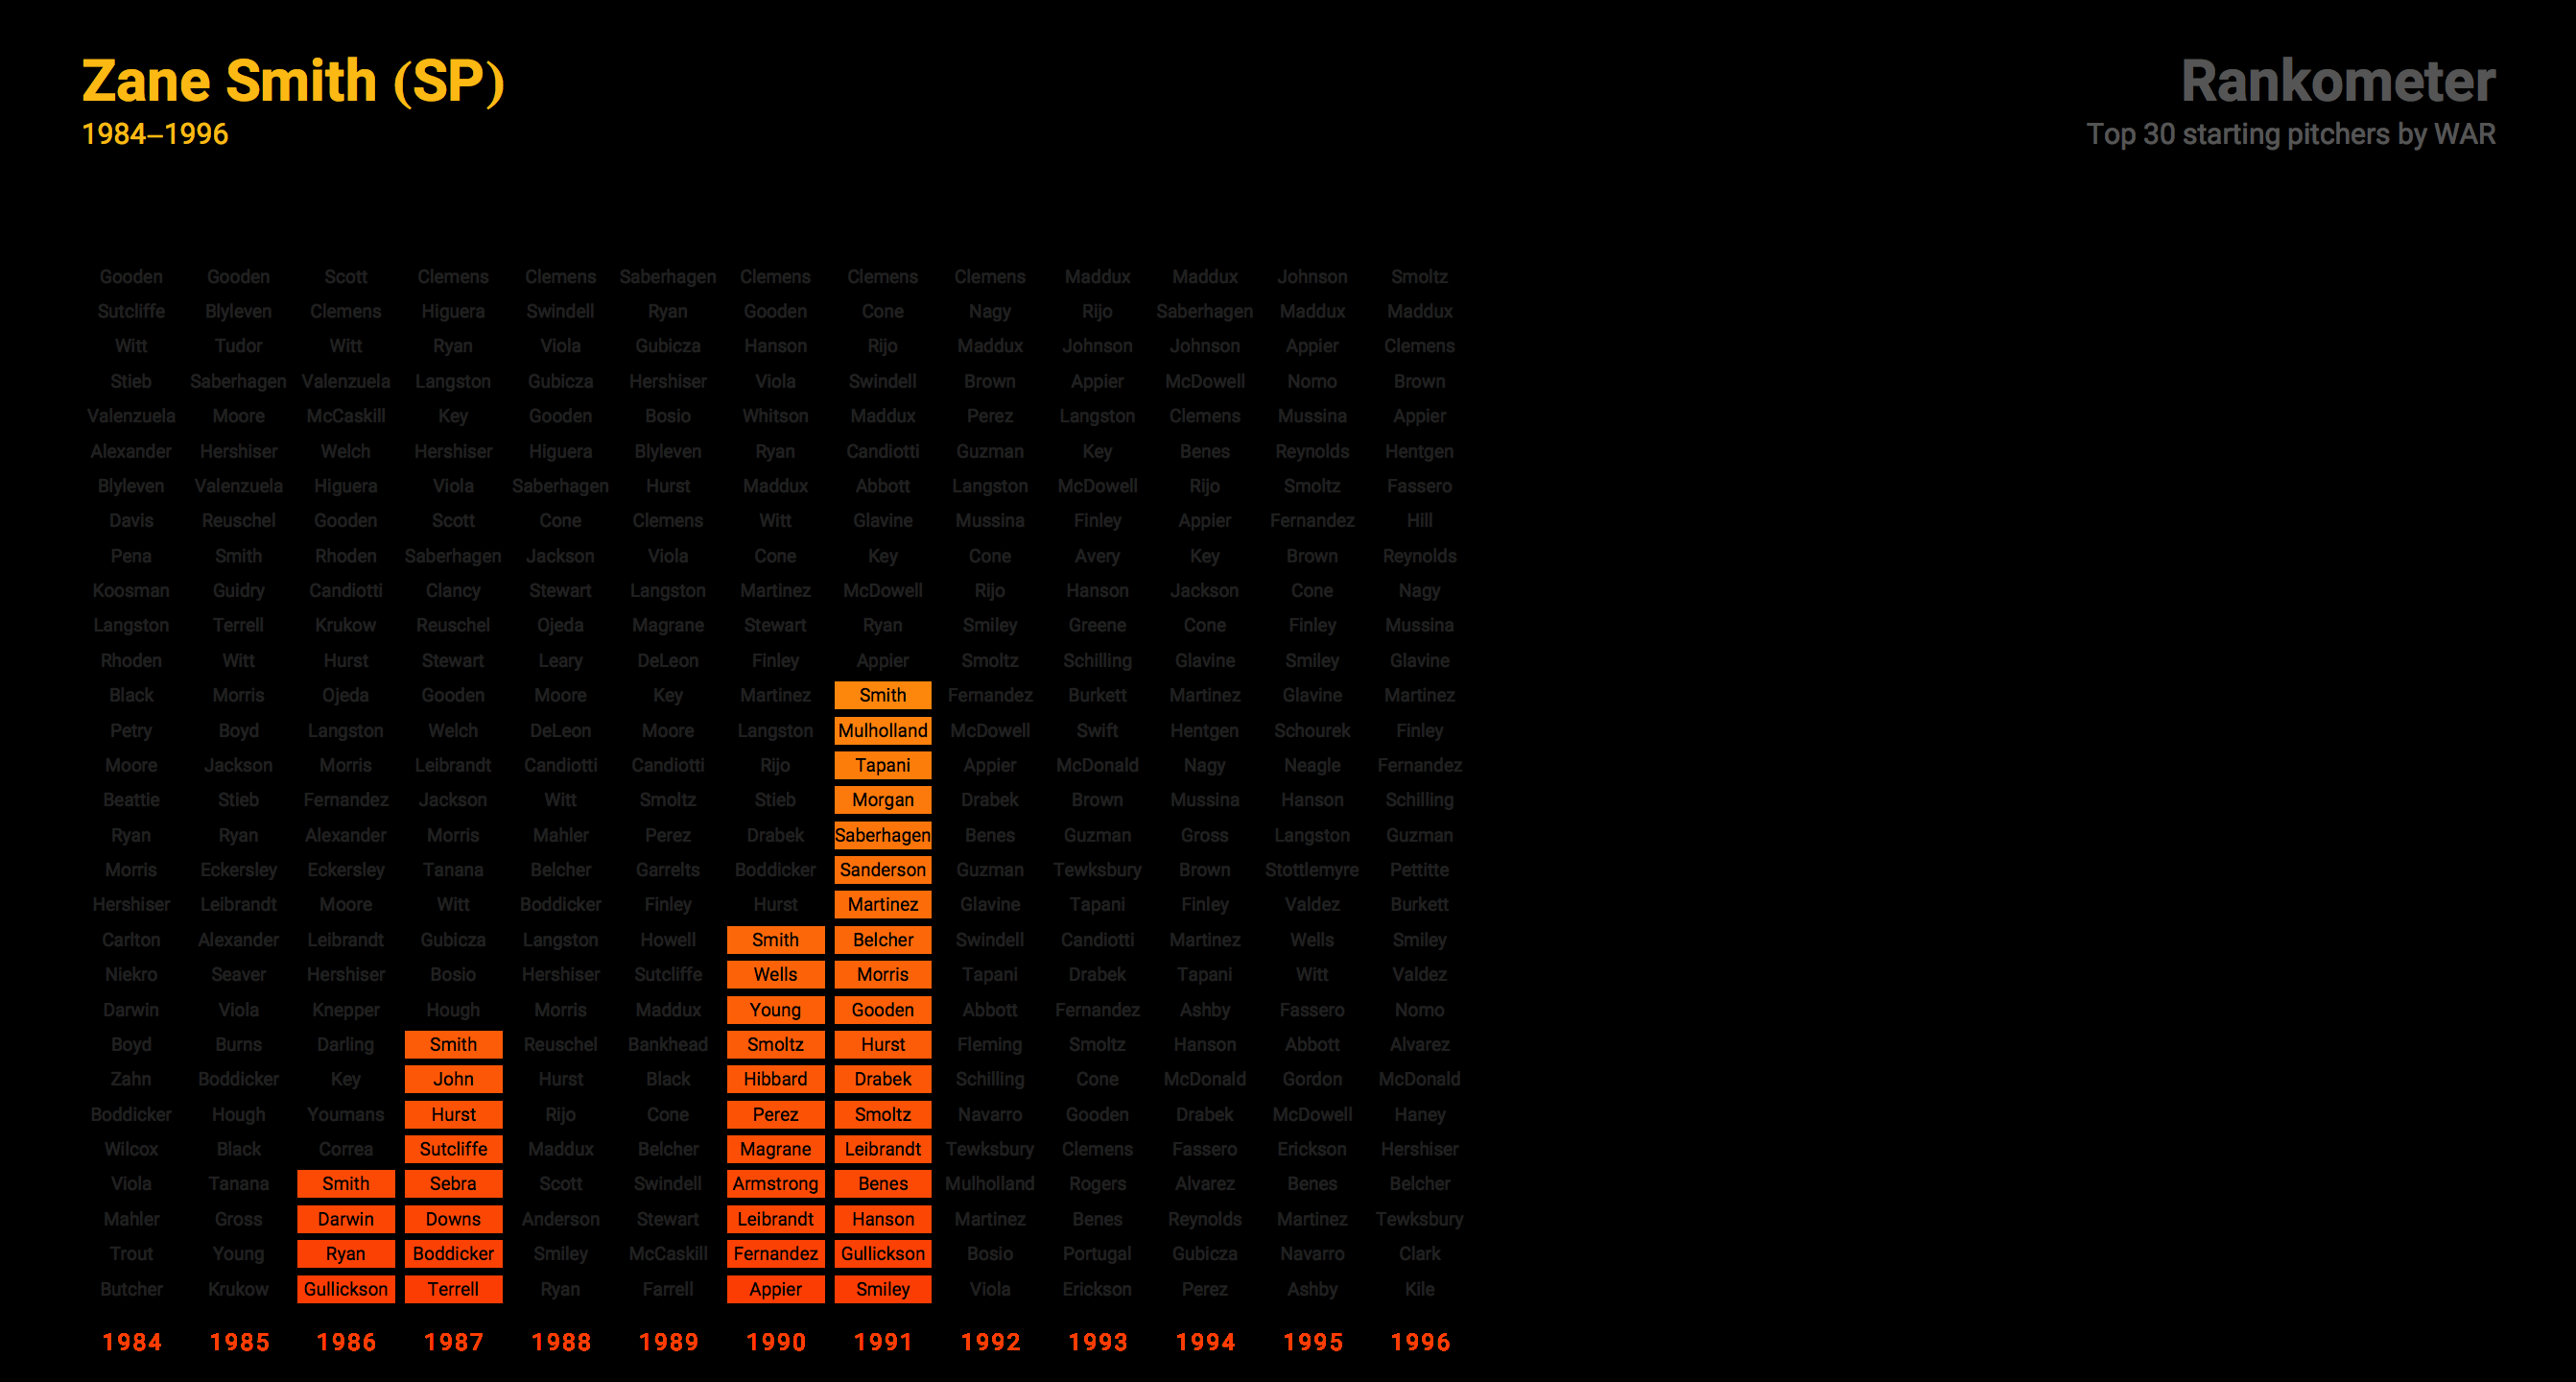 Zane Smith (SP)
1984–1996
Rankometer
Top 30 starting pitchers by WAR
Gooden Gooden Scott Clemens Clemens Saberhagen Clemens Clemens Clemens Maddux Maddux Johnson Smoltz
Sutcliffe Blyleven Clemens Higuera Swindell Ryan Gooden Cone Nagy Rijo Saberhagen Maddux Maddux
Witt Tudor Witt Ryan Viola Gubicza Hanson Rijo Maddux Johnson Johnson Appier Clemens
Stieb Saberhagen Valenzuela Langston Gubicza Hershiser Viola Swindell Brown Appier McDowell Nomo Brown
Valenzuela Moore McCaskill Key Gooden Bosio Whitson Maddux Perez Langston Clemens Mussina Appier
Alexander Hershiser Welch Hershiser Higuera Blyleven Ryan Candiotti Guzman Key Benes Reynolds Hentgen
Blyleven Valenzuela Higuera Viola Saberhagen Hurst Maddux Abbott Langston McDowell Rijo Smoltz Fassero
Davis Reuschel Gooden Scott Cone Clemens Witt Glavine Mussina Finley Appier Fernandez Hill
Pena Smith Rhoden Saberhagen Jackson Viola Cone Key Cone Avery Key Brown Reynolds
Koosman Guidry Candiotti Clancy Stewart Langston Martinez McDowell Rijo Hanson Jackson Cone Nagy
Langston Terrell Krukow Reuschel Ojeda Magrane Stewart Ryan Smiley Greene Cone Finley Mussina
Rhoden Witt Hurst Stewart Leary DeLeon Finley Appier Smoltz Schilling Glavine Smiley Glavine
Black Morris Ojeda Gooden Moore Key Martinez Smith Fernandez Burkett Martinez Glavine Martinez
Petry Boyd Langston Welch DeLeon Moore Langston Mulholland McDowell Swift Hentgen Schourek Finley
Moore Jackson Morris Leibrandt Candiotti Candiotti Rijo Tapani Appier McDonald Nagy Neagle Fernandez
Beattie Stieb Fernandez Jackson Witt Smoltz Stieb Morgan Drabek Brown Mussina Hanson Schilling
Ryan Ryan Alexander Morris Mahler Perez Drabek Saberhagen Benes Guzman Gross Langston Guzman
Morris Eckersley Eckersley Tanana Belcher Garrelts Boddicker Sanderson Guzman Tewksbury Brown Stottlemyre Pettitte
Hershiser Leibrandt Moore Witt Boddicker Finley Hurst Martinez Glavine Tapani Finley Valdez Burkett
Carlton Alexander Leibrandt Gubicza Langston Howell Smith Belcher Swindell Candiotti Martinez Wells Smiley
Niekro Seaver Hershiser Bosio Hershiser Sutcliffe Wells Morris Tapani Drabek Tapani Witt Valdez
Darwin Viola Knepper Hough Morris Maddux Young Gooden Abbott Fernandez Ashby Fassero Nomo
Boyd Burns Darling Smith Reuschel Bankhead Smoltz Hurst Fleming Smoltz Hanson Abbott Alvarez
Zahn Boddicker Key John Hurst Black Hibbard Drabek Schilling Cone McDonald Gordon McDonald
Boddicker Hough Youmans Hurst Rijo Cone Perez Smoltz Navarro Gooden Drabek McDowell Haney
Wilcox Black Correa Sutcliffe Maddux Belcher Magrane Leibrandt Tewksbury Clemens Fassero Erickson Hershiser
Viola Tanana Smith Sebra Scott Swindell Armstrong Benes Mulholland Rogers Alvarez Benes Belcher
Mahler Gross Darwin Downs Anderson Stewart Leibrandt Hanson Martinez Benes Reynolds Martinez Tewksbury
Trout Young Ryan Boddicker Smiley McCaskill Fernandez Gullickson Bosio Portugal Gubicza Navarro Clark
Butcher Krukow Gullickson Terrell Ryan Farrell Appier Smiley Viola Erickson Perez Ashby Kile
1984 1985 1986 1987 1988 1989 1990 1991 1992 1993 1994 1995 1996